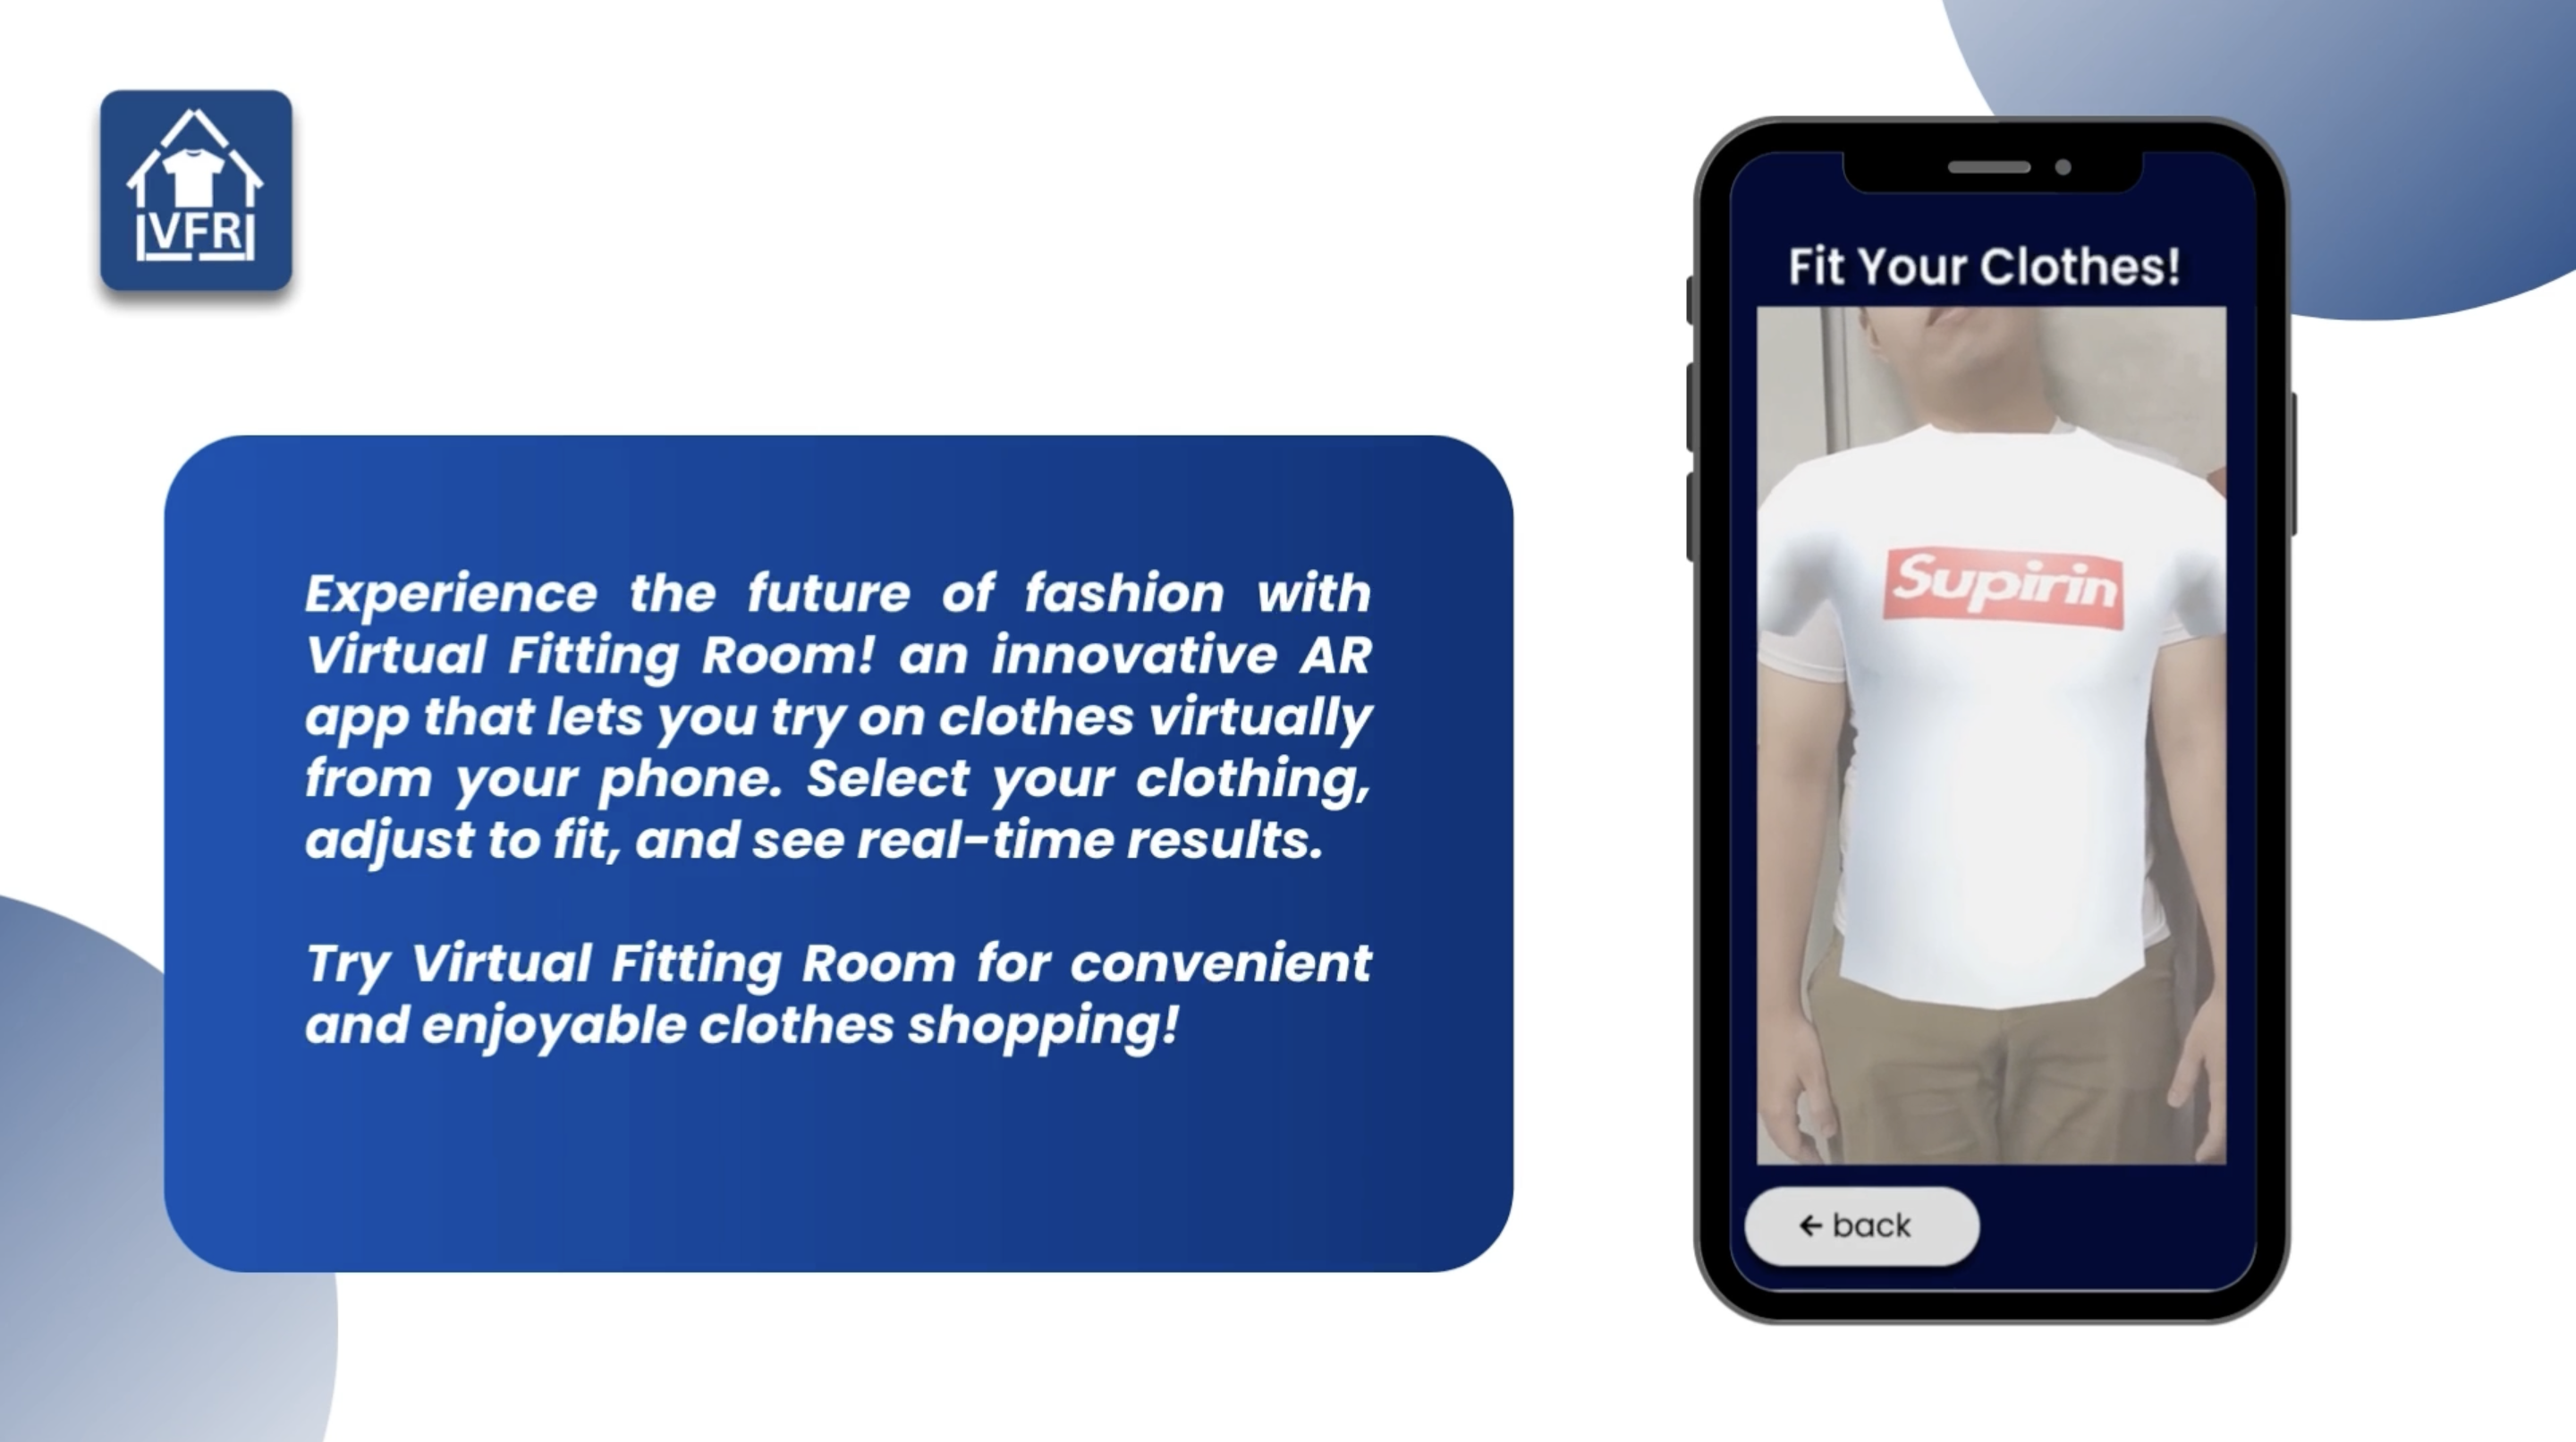 VFR
Experience the future of fashion with
Virtual Fitting Room! an innovative AR
app that lets you try on clothes virtually
from your phone. Select your clothing,
adjust to fit, and see real-time results.
Try Virtual Fitting Room for convenient
and enjoyable clothes shopping!
Fit Your Clothes!
Supirin
← back